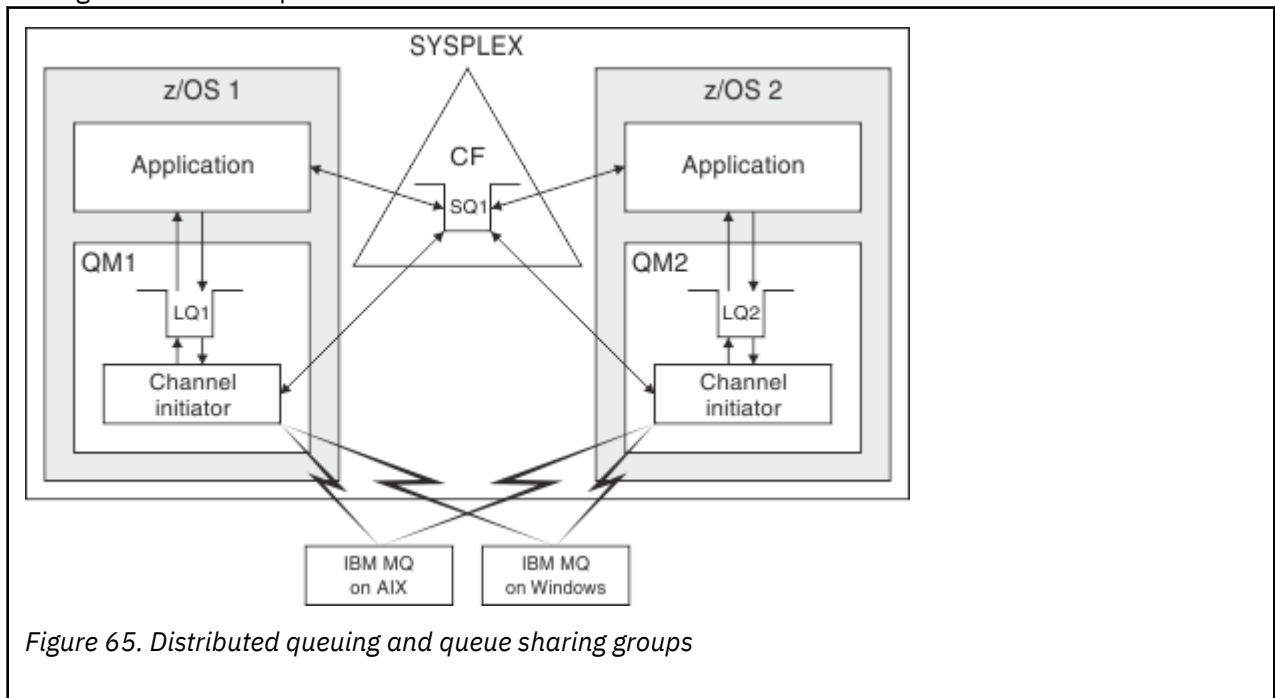 SYSPLEX
z/OS 1
z/OS 2
Application
CF
Application
SQ1
QM1
QM2
LQ1
LQ2
Channel
initiator
Channel
initiator
IBM MQ
on AIX
IBM MQ
on Windows
Figure 65. Distributed queuing and queue sharing groups